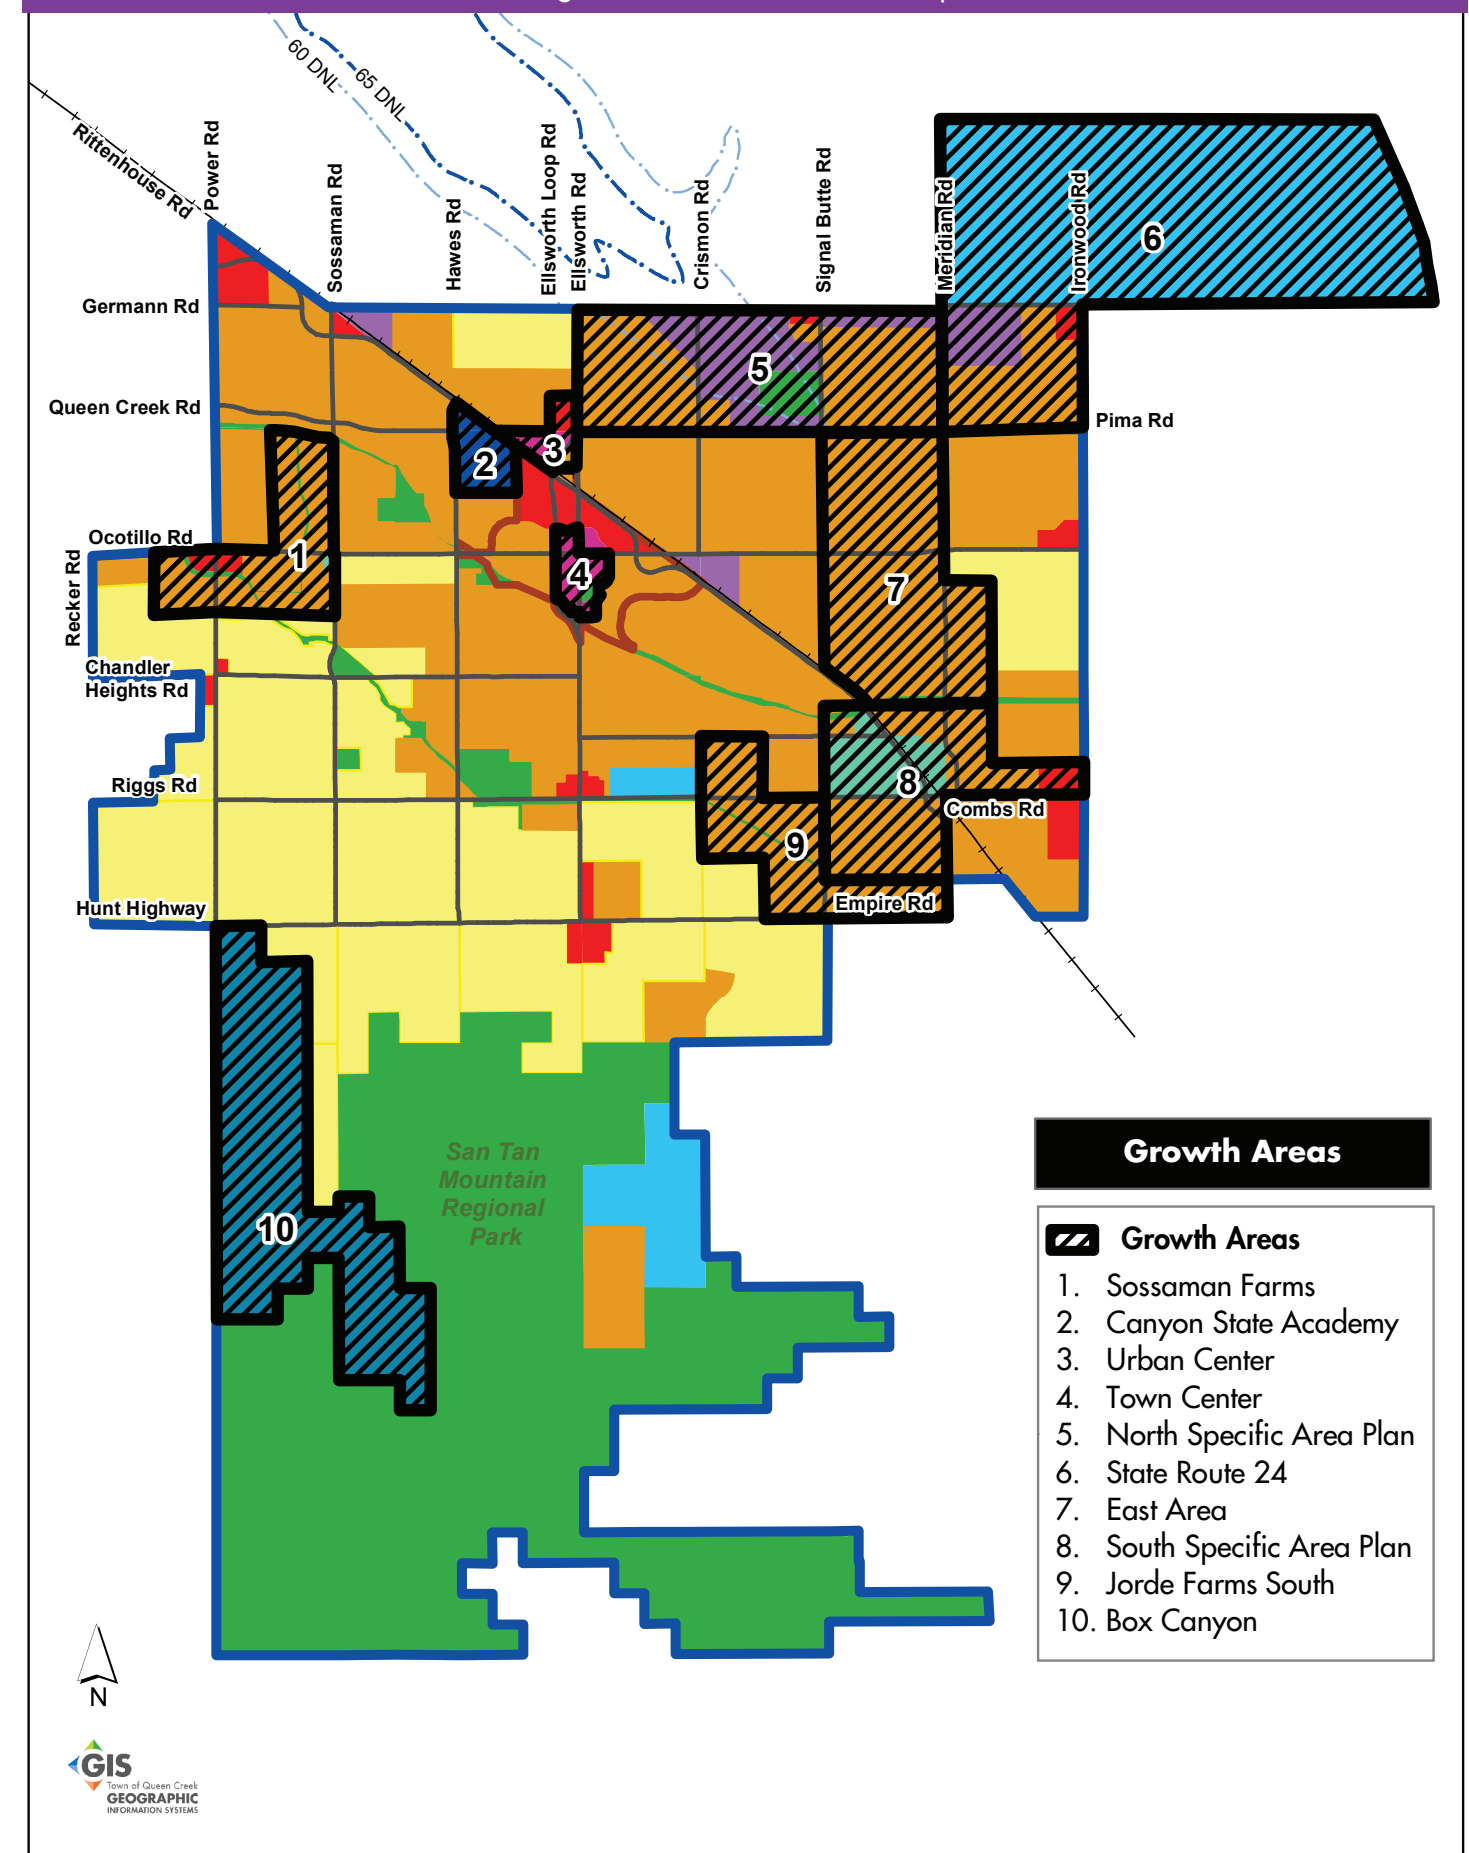 60 DNL
65 DNL
Rittenhouse Rd
Power Rd
Sossaman Rd
Hawes Rd
Ellsworth Loop Rd
Ellsworth Rd
Crismon Rd
Signal Butte Rd
Meridian Rd
Ironwood Rd
6
Germann Rd
5
Queen Creek Rd
Pima Rd
3
2
Ocotillo Rd
1
4
7
Recker Rd
Chandler
Heights Rd
Riggs Rd
8
Combs Rd
9
Hunt Highway
Empire Rd
San Tan
Mountain
Regional
Park
10
Growth Areas
Growth Areas
1. Sossaman Farms
2. Canyon State Academy
3. Urban Center
4. Town Center
5. North Specific Area Plan
6. State Route 24
7. East Area
8. South Specific Area Plan
9. Jorde Farms South
10. Box Canyon
N
GIS
Town of Queen Creek
GEOGRAPHIC
INFORMATION SYSTEMS